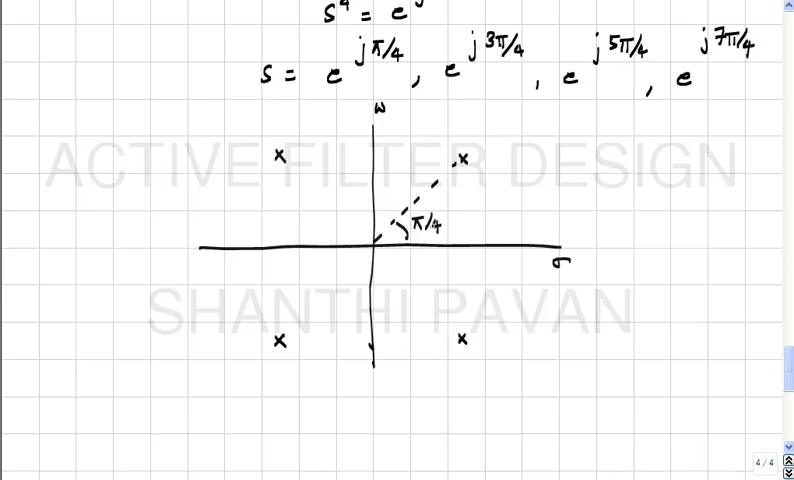 s⁴ = e^j
s = e^jπ/4 , e^j3π/4 , e^j5π/4 , e^j7π/4
ω
x x
ACTIVE FILTER DESIGN
π/4
σ
SHANTHI PAVAN
x x
4 / 4